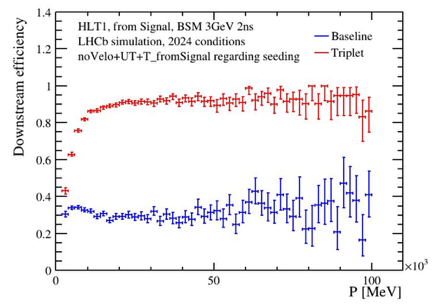 1.4
1.2
1
0.8
0.6
0.4
0.2
0
Downstream efficiency
HLT1, from Signal, BSM 3GeV 2ns
LHCb simulation, 2024 conditions
noVelo+UT+T_fromSignal regarding seeding
Baseline
Triplet
0
50
100
×10³
P [MeV]